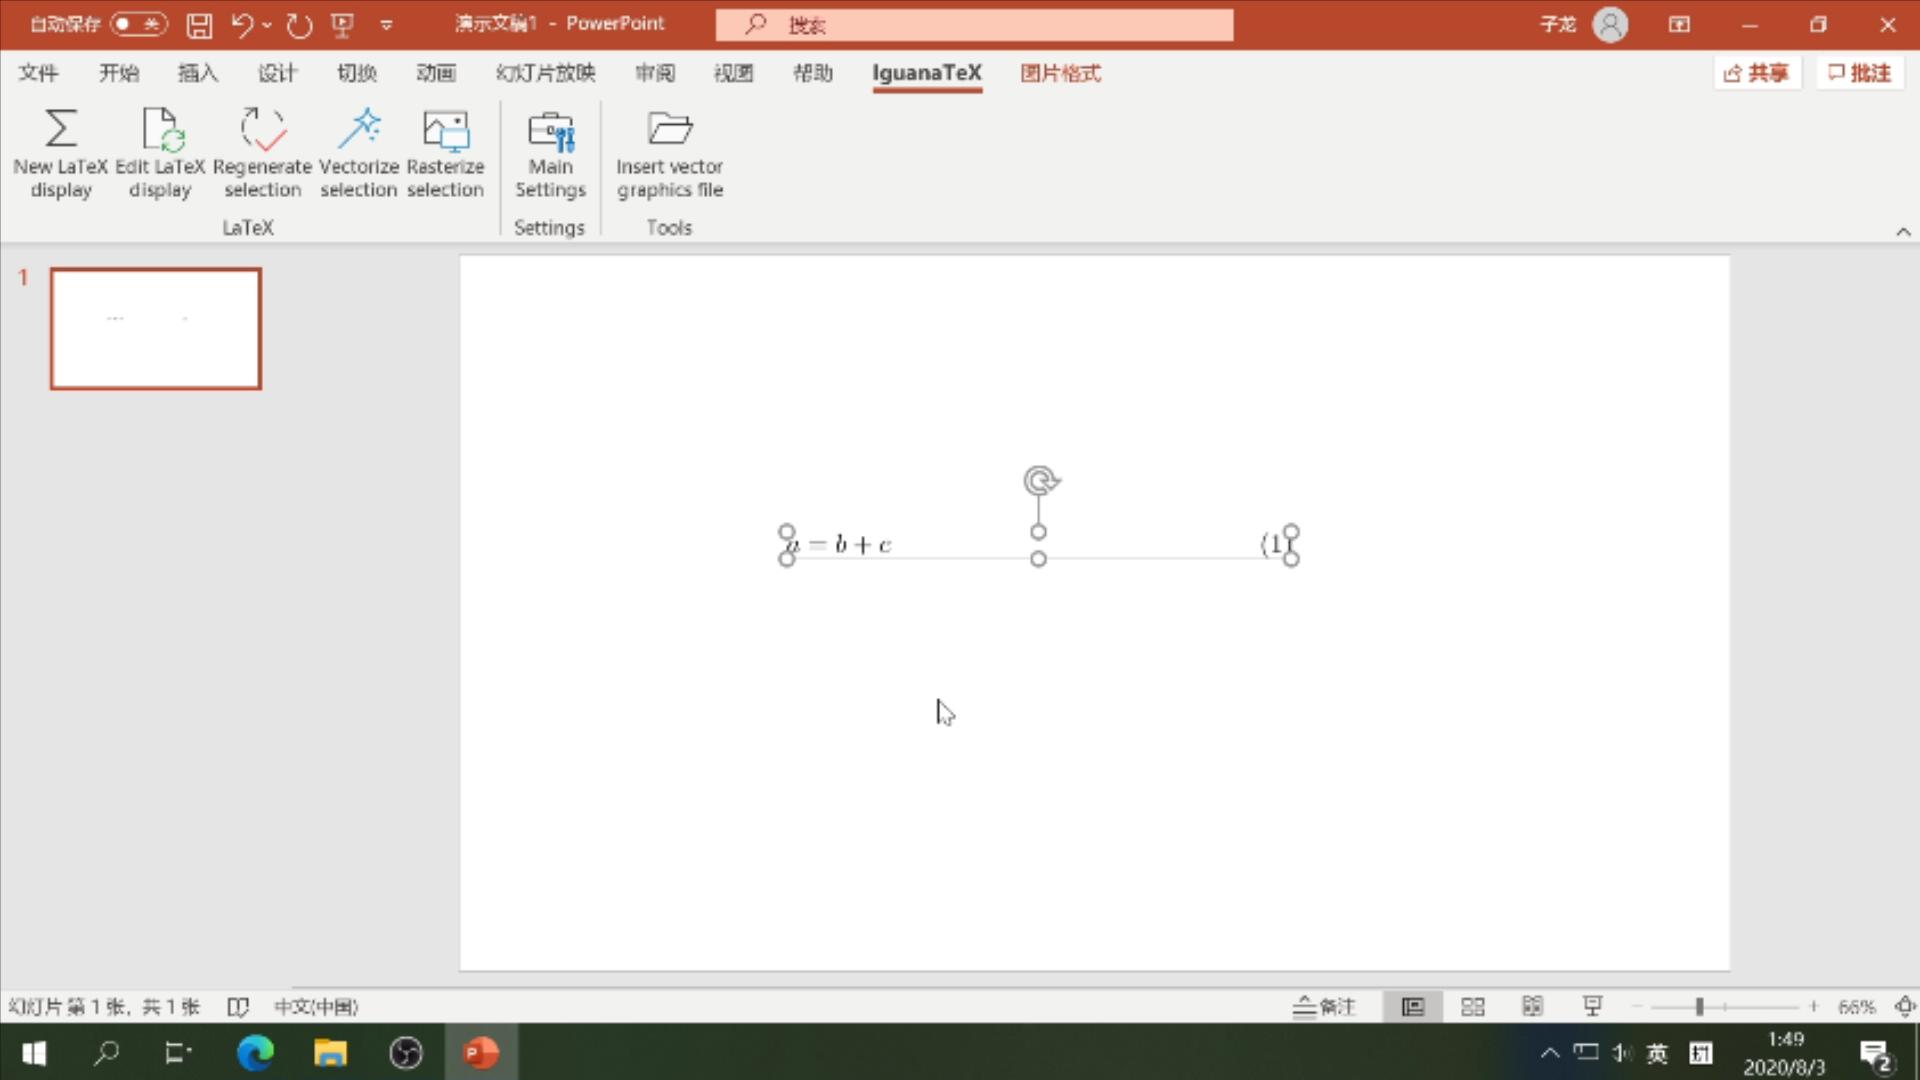 自动保存 关 演示文稿1 - PowerPoint 搜索 子龙
文件 开始 插入 设计 切换 动画 幻灯片放映 审阅 视图 帮助 IguanaTeX 图片格式 共享 批注
New LaTeX display
Edit LaTeX display
Regenerate selection
Vectorize selection
Rasterize selection
Main Settings
Insert vector graphics file
LaTeX Settings Tools
1
a = b + c (1)
幻灯片 第 1 张，共 1 张 中文(中国) 备注 66%
英 拼 1:49
2020/8/3 2